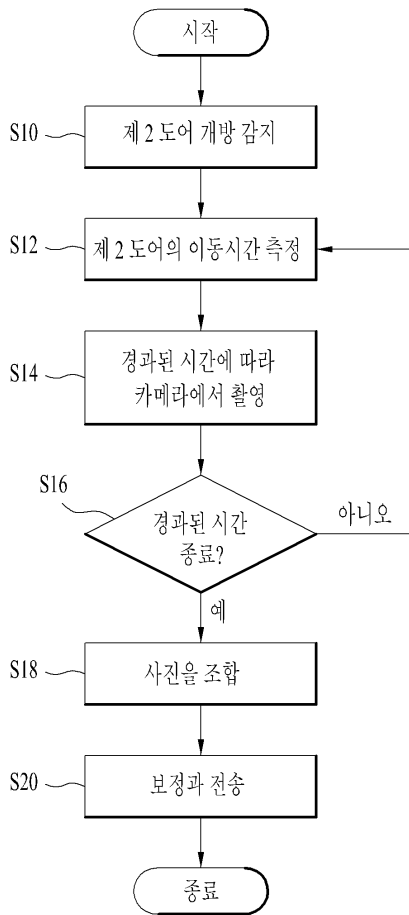 시작
S10
제 2 도어 개방 감지
S12
제 2 도어의 이동시간 측정
S14
경과된 시간에 따라
카메라에서 촬영
S16
경과된 시간
종료?
아니오
예
S18
사진을 조합
S20
보정과 전송
종료